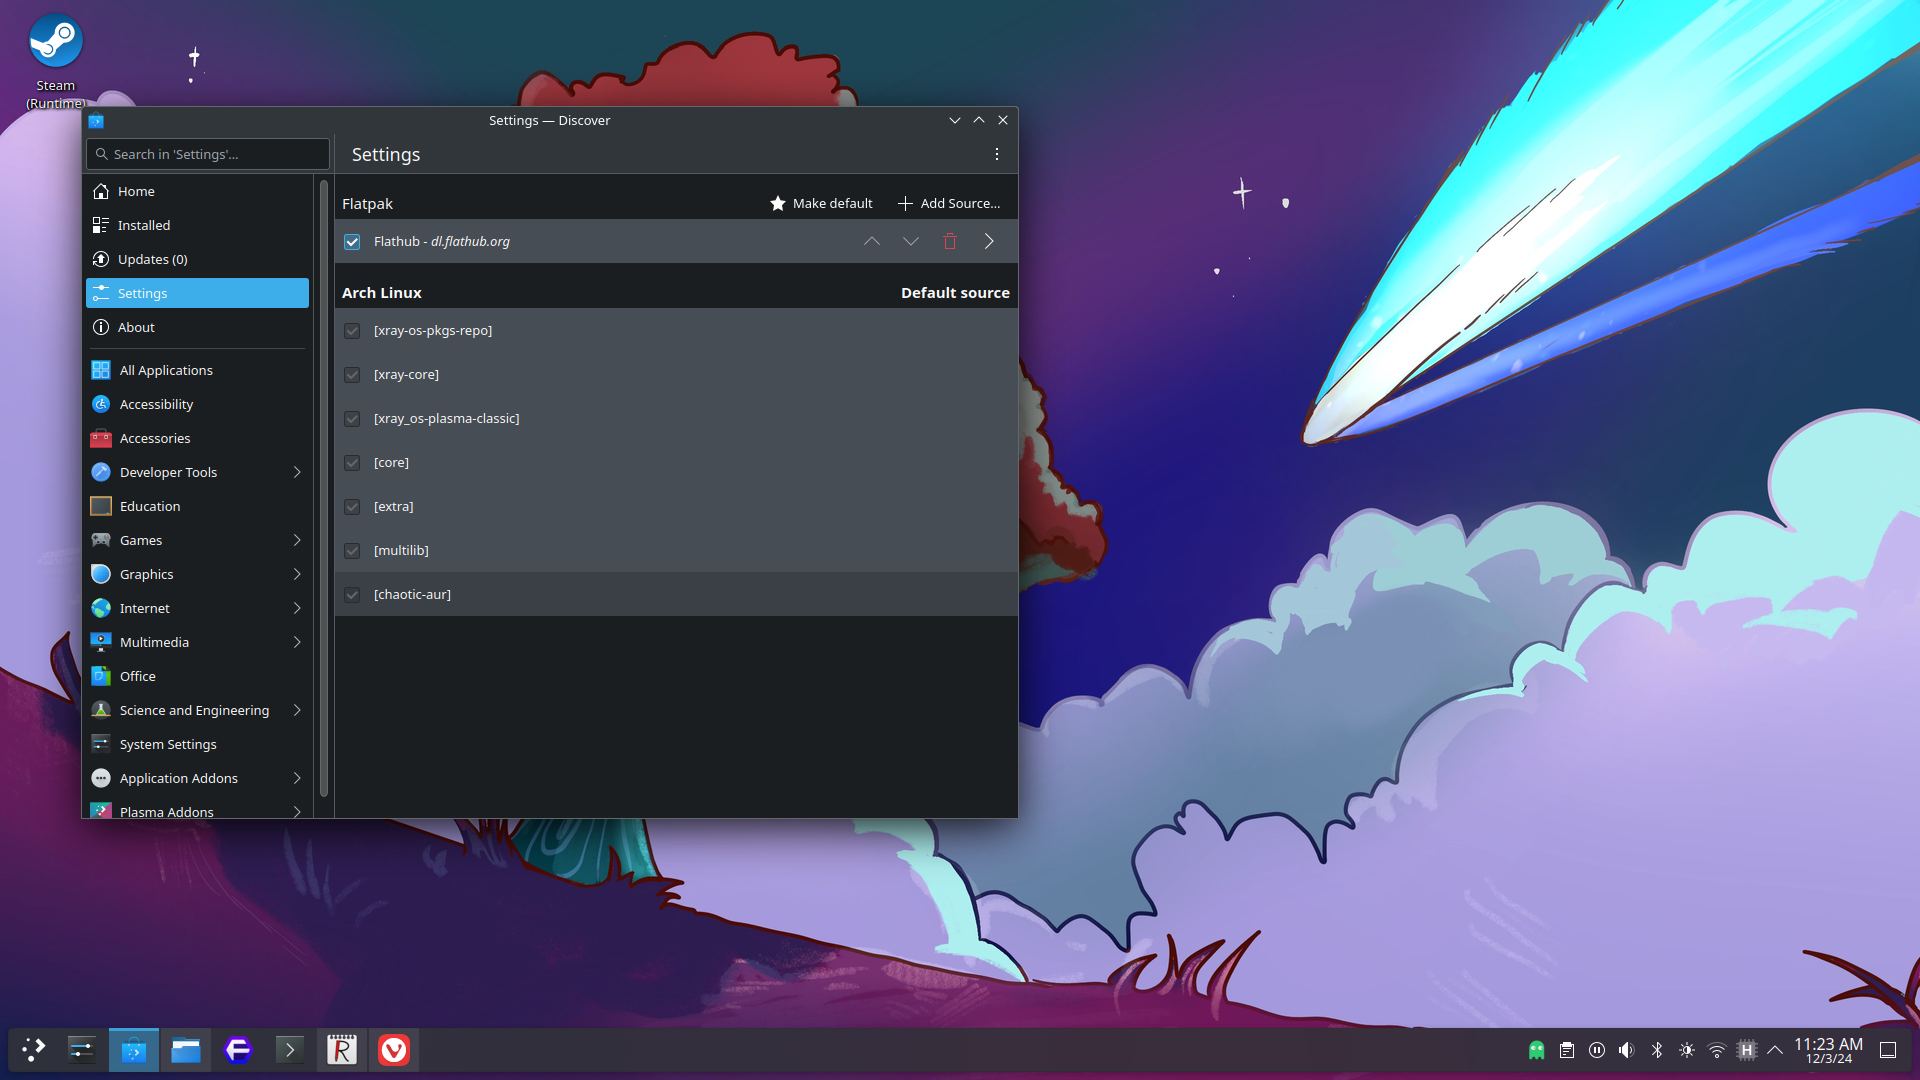 Steam
(Runtime)
Settings — Discover
Search in 'Settings'...
Settings
Home
Installed
Updates (0)
Settings
About
All Applications
Accessibility
Accessories
Developer Tools
Education
Games
Graphics
Internet
Multimedia
Office
Science and Engineering
System Settings
Application Addons
Plasma Addons
Flatpak
Make default
Add Source...
Flathub - dl.flathub.org
Arch Linux
Default source
[xray-os-pkgs-repo]
[xray-core]
[xray_os-plasma-classic]
[core]
[extra]
[multilib]
[chaotic-aur]
R
H
11:23 AM
12/3/24